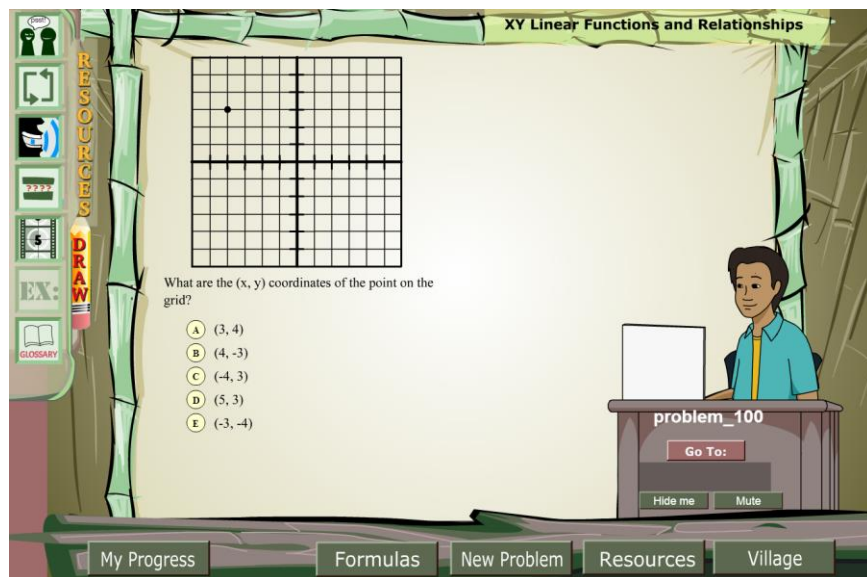 psst!
XY Linear Functions and Relationships
RESOURCES
DRAW
????
5
EX:
GLOSSARY
What are the (x, y) coordinates of the point on the
grid?
A (3, 4)
B (4, -3)
C (-4, 3)
D (5, 3)
E (-3, -4)
problem_100
Go To:
Hide me
Mute
My Progress
Formulas
New Problem
Resources
Village